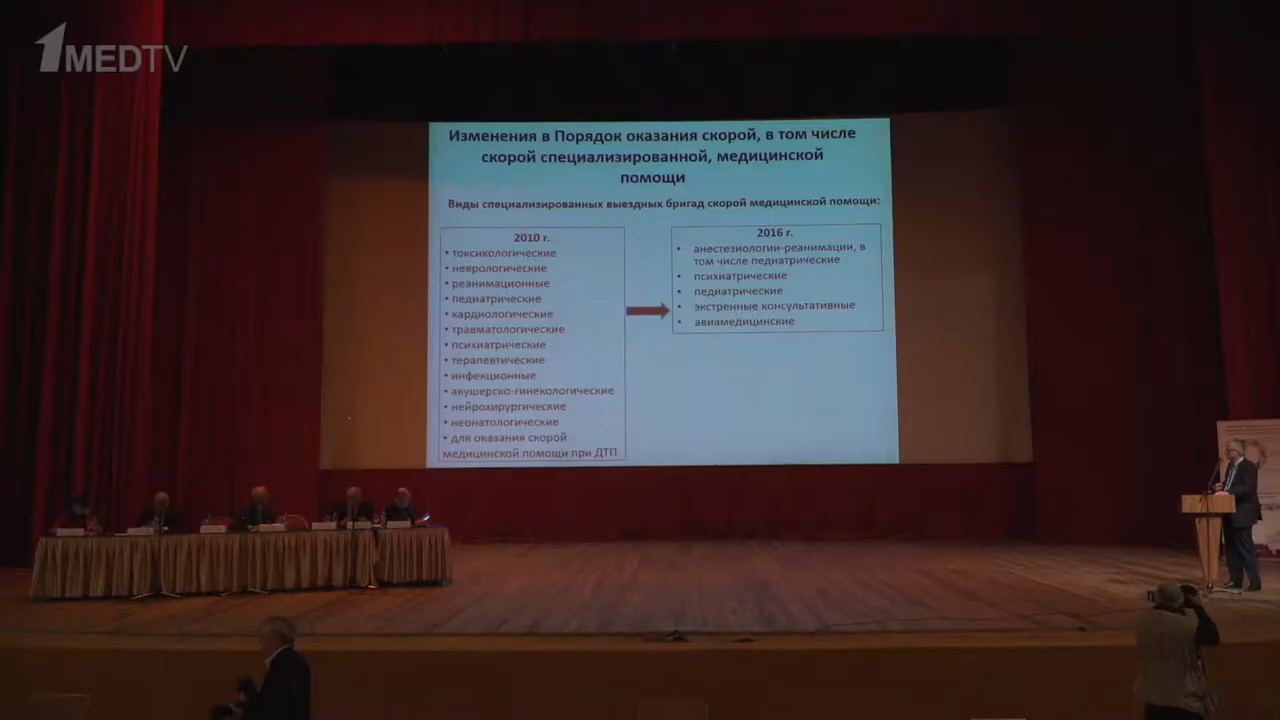 1MEDTV
Изменения в Порядок оказания скорой, в том числе
скорой специализированной, медицинской
помощи
Виды специализированных выездных бригад скорой медицинской помощи:
2010 г.
• токсикологические
• неврологические
• реанимационные
• педиатрические
• кардиологические
• травматологические
• психиатрические
• терапевтические
• инфекционные
• акушерско-гинекологические
• нейрохирургические
• неонатологические
• для оказания скорой
медицинской помощи при ДТП
2016 г.
• анестезиологии-реанимации, в
том числе педиатрические
• психиатрические
• педиатрические
• экстренные консультативные
• авиамедицинские